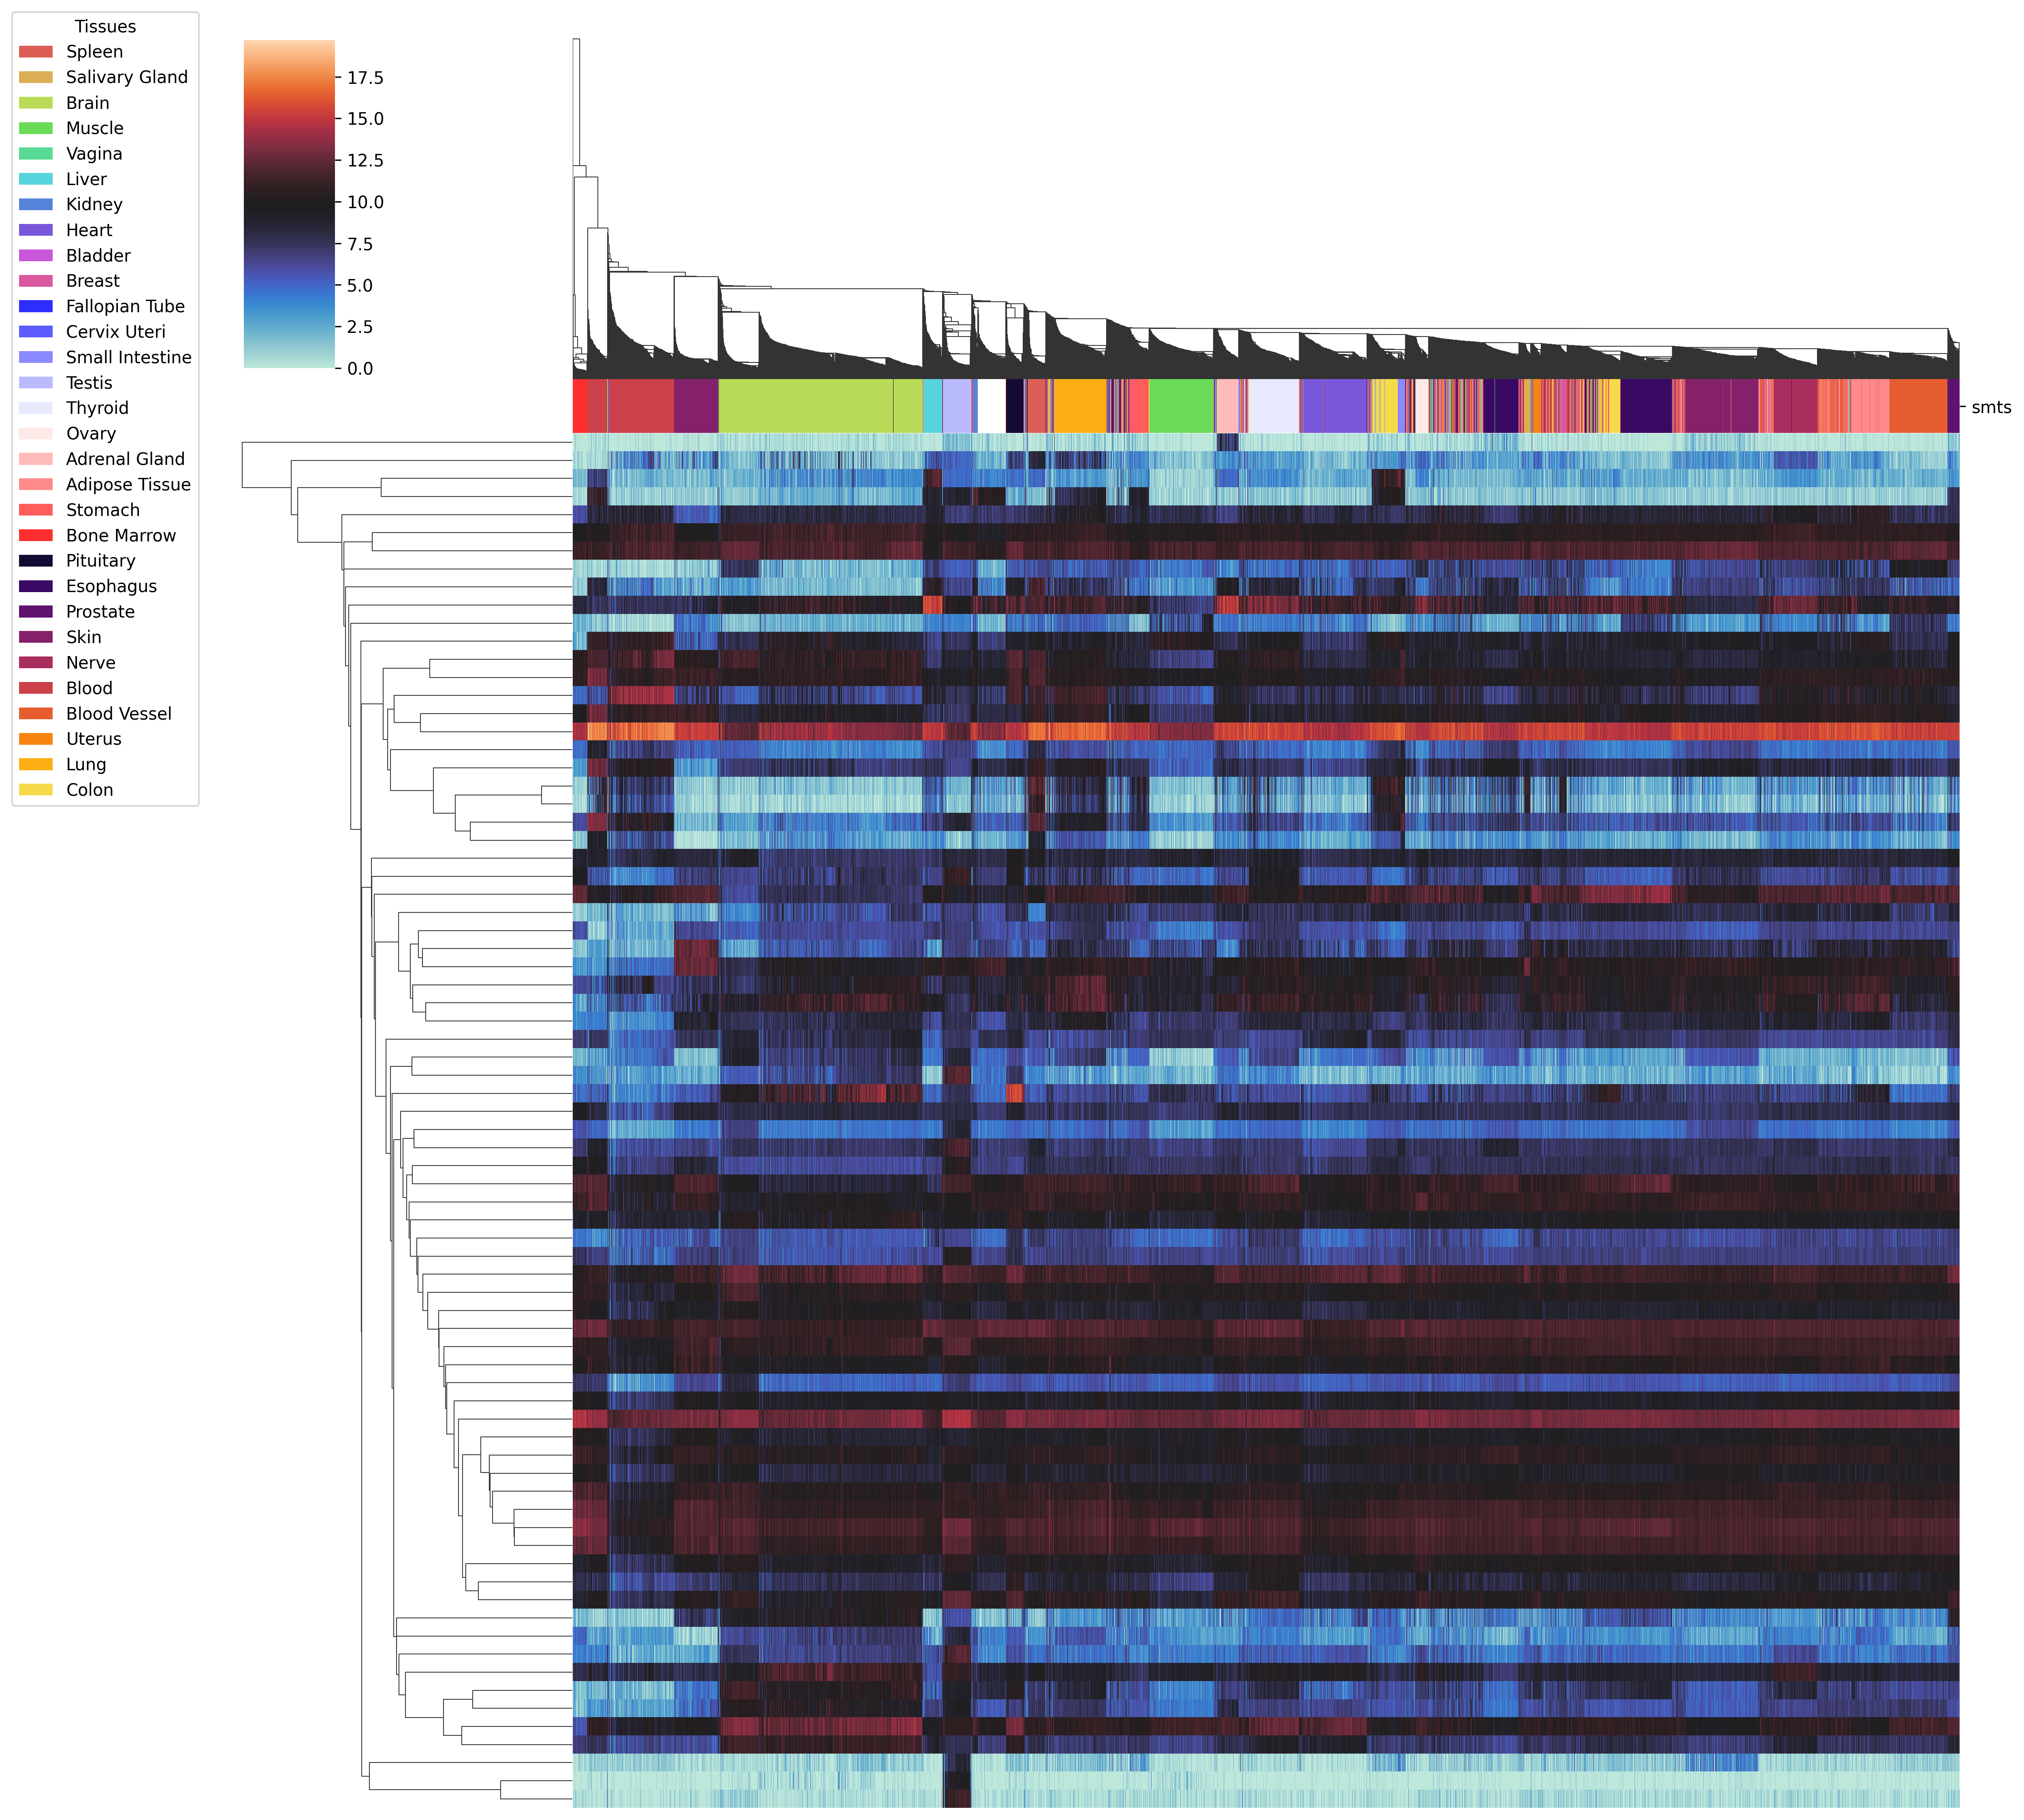 Tissues
Spleen
Salivary Gland
Brain
Muscle
Vagina
Liver
Kidney
Heart
Bladder
Breast
Fallopian Tube
Cervix Uteri
Small Intestine
Testis
Thyroid
Ovary
Adrenal Gland
Adipose Tissue
Stomach
Bone Marrow
Pituitary
Esophagus
Prostate
Skin
Nerve
Blood
Blood Vessel
Uterus
Lung
Colon
17.5
15.0
12.5
10.0
7.5
5.0
2.5
0.0
smts